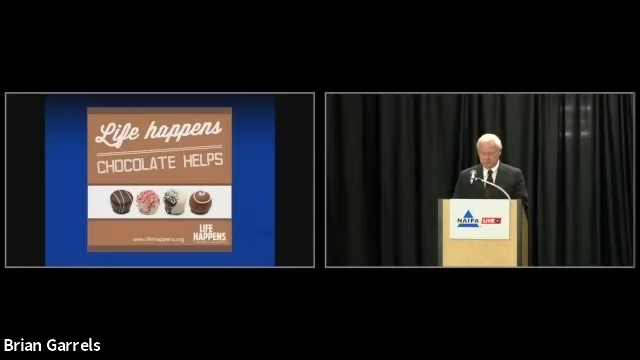 Life happens
CHOCOLATE HELPS
www.lifehappens.org
LIFE
HAPPENS
NAIFA LIVE
Brian Garrels